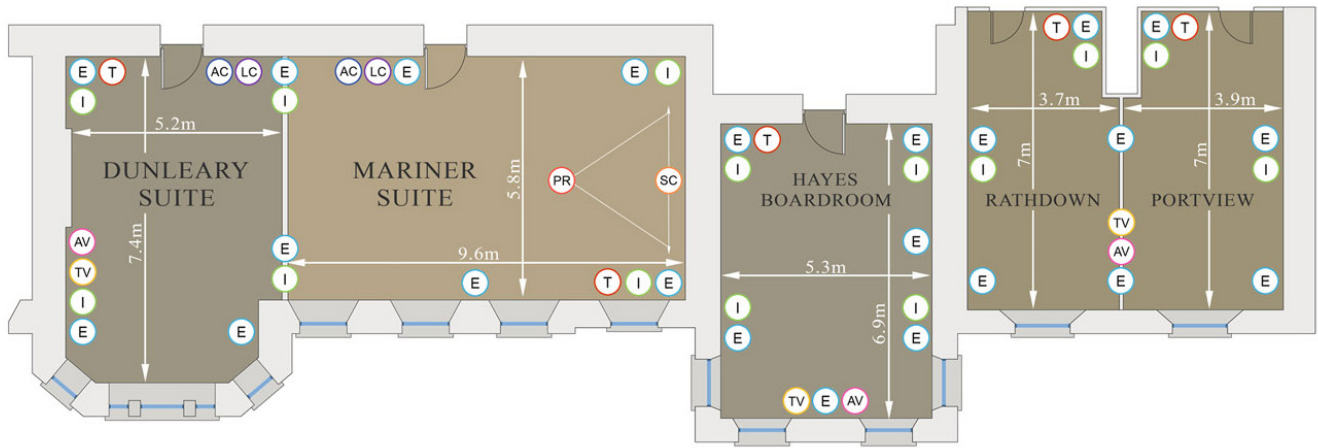 E T
I
AC LC
E
I
5.2m
DUNLEARY
SUITE
7.4m
AV
TV
I
E
E
E
I
AC LC E
E I
MARINER
SUITE
5.8m
PR
SC
9.6m
E
T I E
E T
I
E
I
HAYES
BOARDROOM
E
5.3m
6.9m
I
E
I
E
TV E AV
T E
I
3.7m
E
I
7m
RATHDOWN
E
E
TV
AV
E
E T
I
3.9m
E
I
7m
PORTVIEW
E